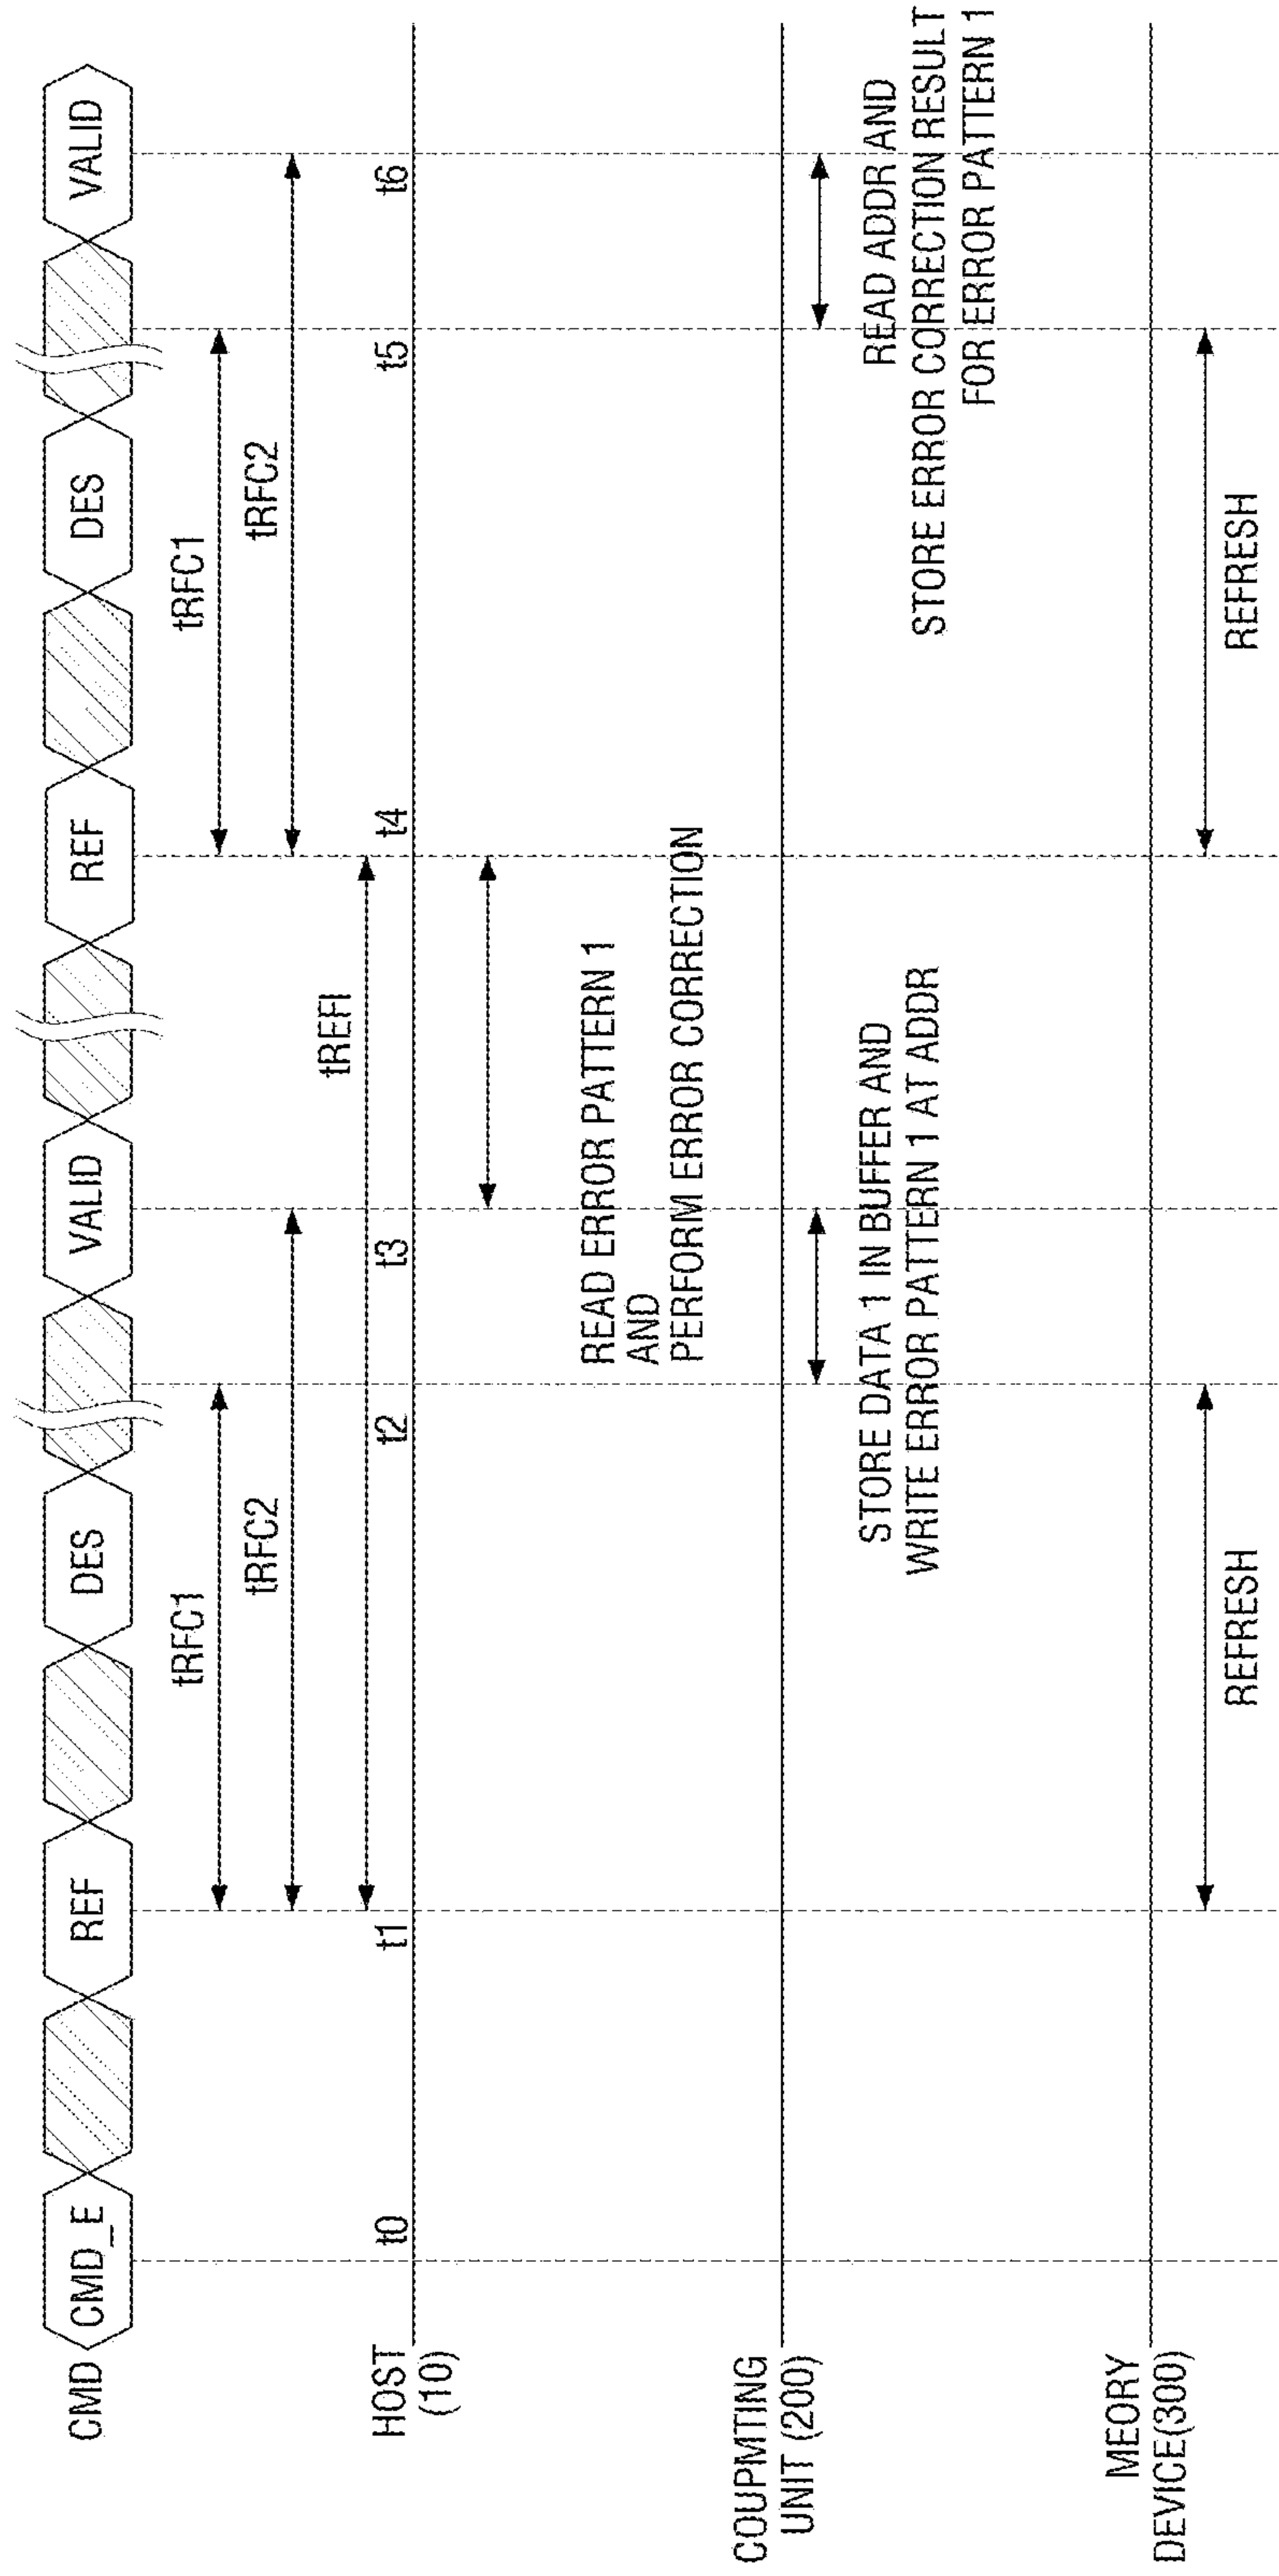 CMD
CMD_E
REF
DES
VALID
REF
DES
VALID
tRFC1
tRFC1
tRFC2
tRFC2
tREFI
HOST
(10)
t0
t1
t2
t3
t4
t5
t6
READ ERROR PATTERN 1
AND
PERFORM ERROR CORRECTION
COUPMTING
UNIT (200)
STORE DATA 1 IN BUFFER AND
WRITE ERROR PATTERN 1 AT ADDR
READ ADDR AND
STORE ERROR CORRECTION RESULT
FOR ERROR PATTERN 1
MEORY
DEVICE(300)
REFRESH
REFRESH